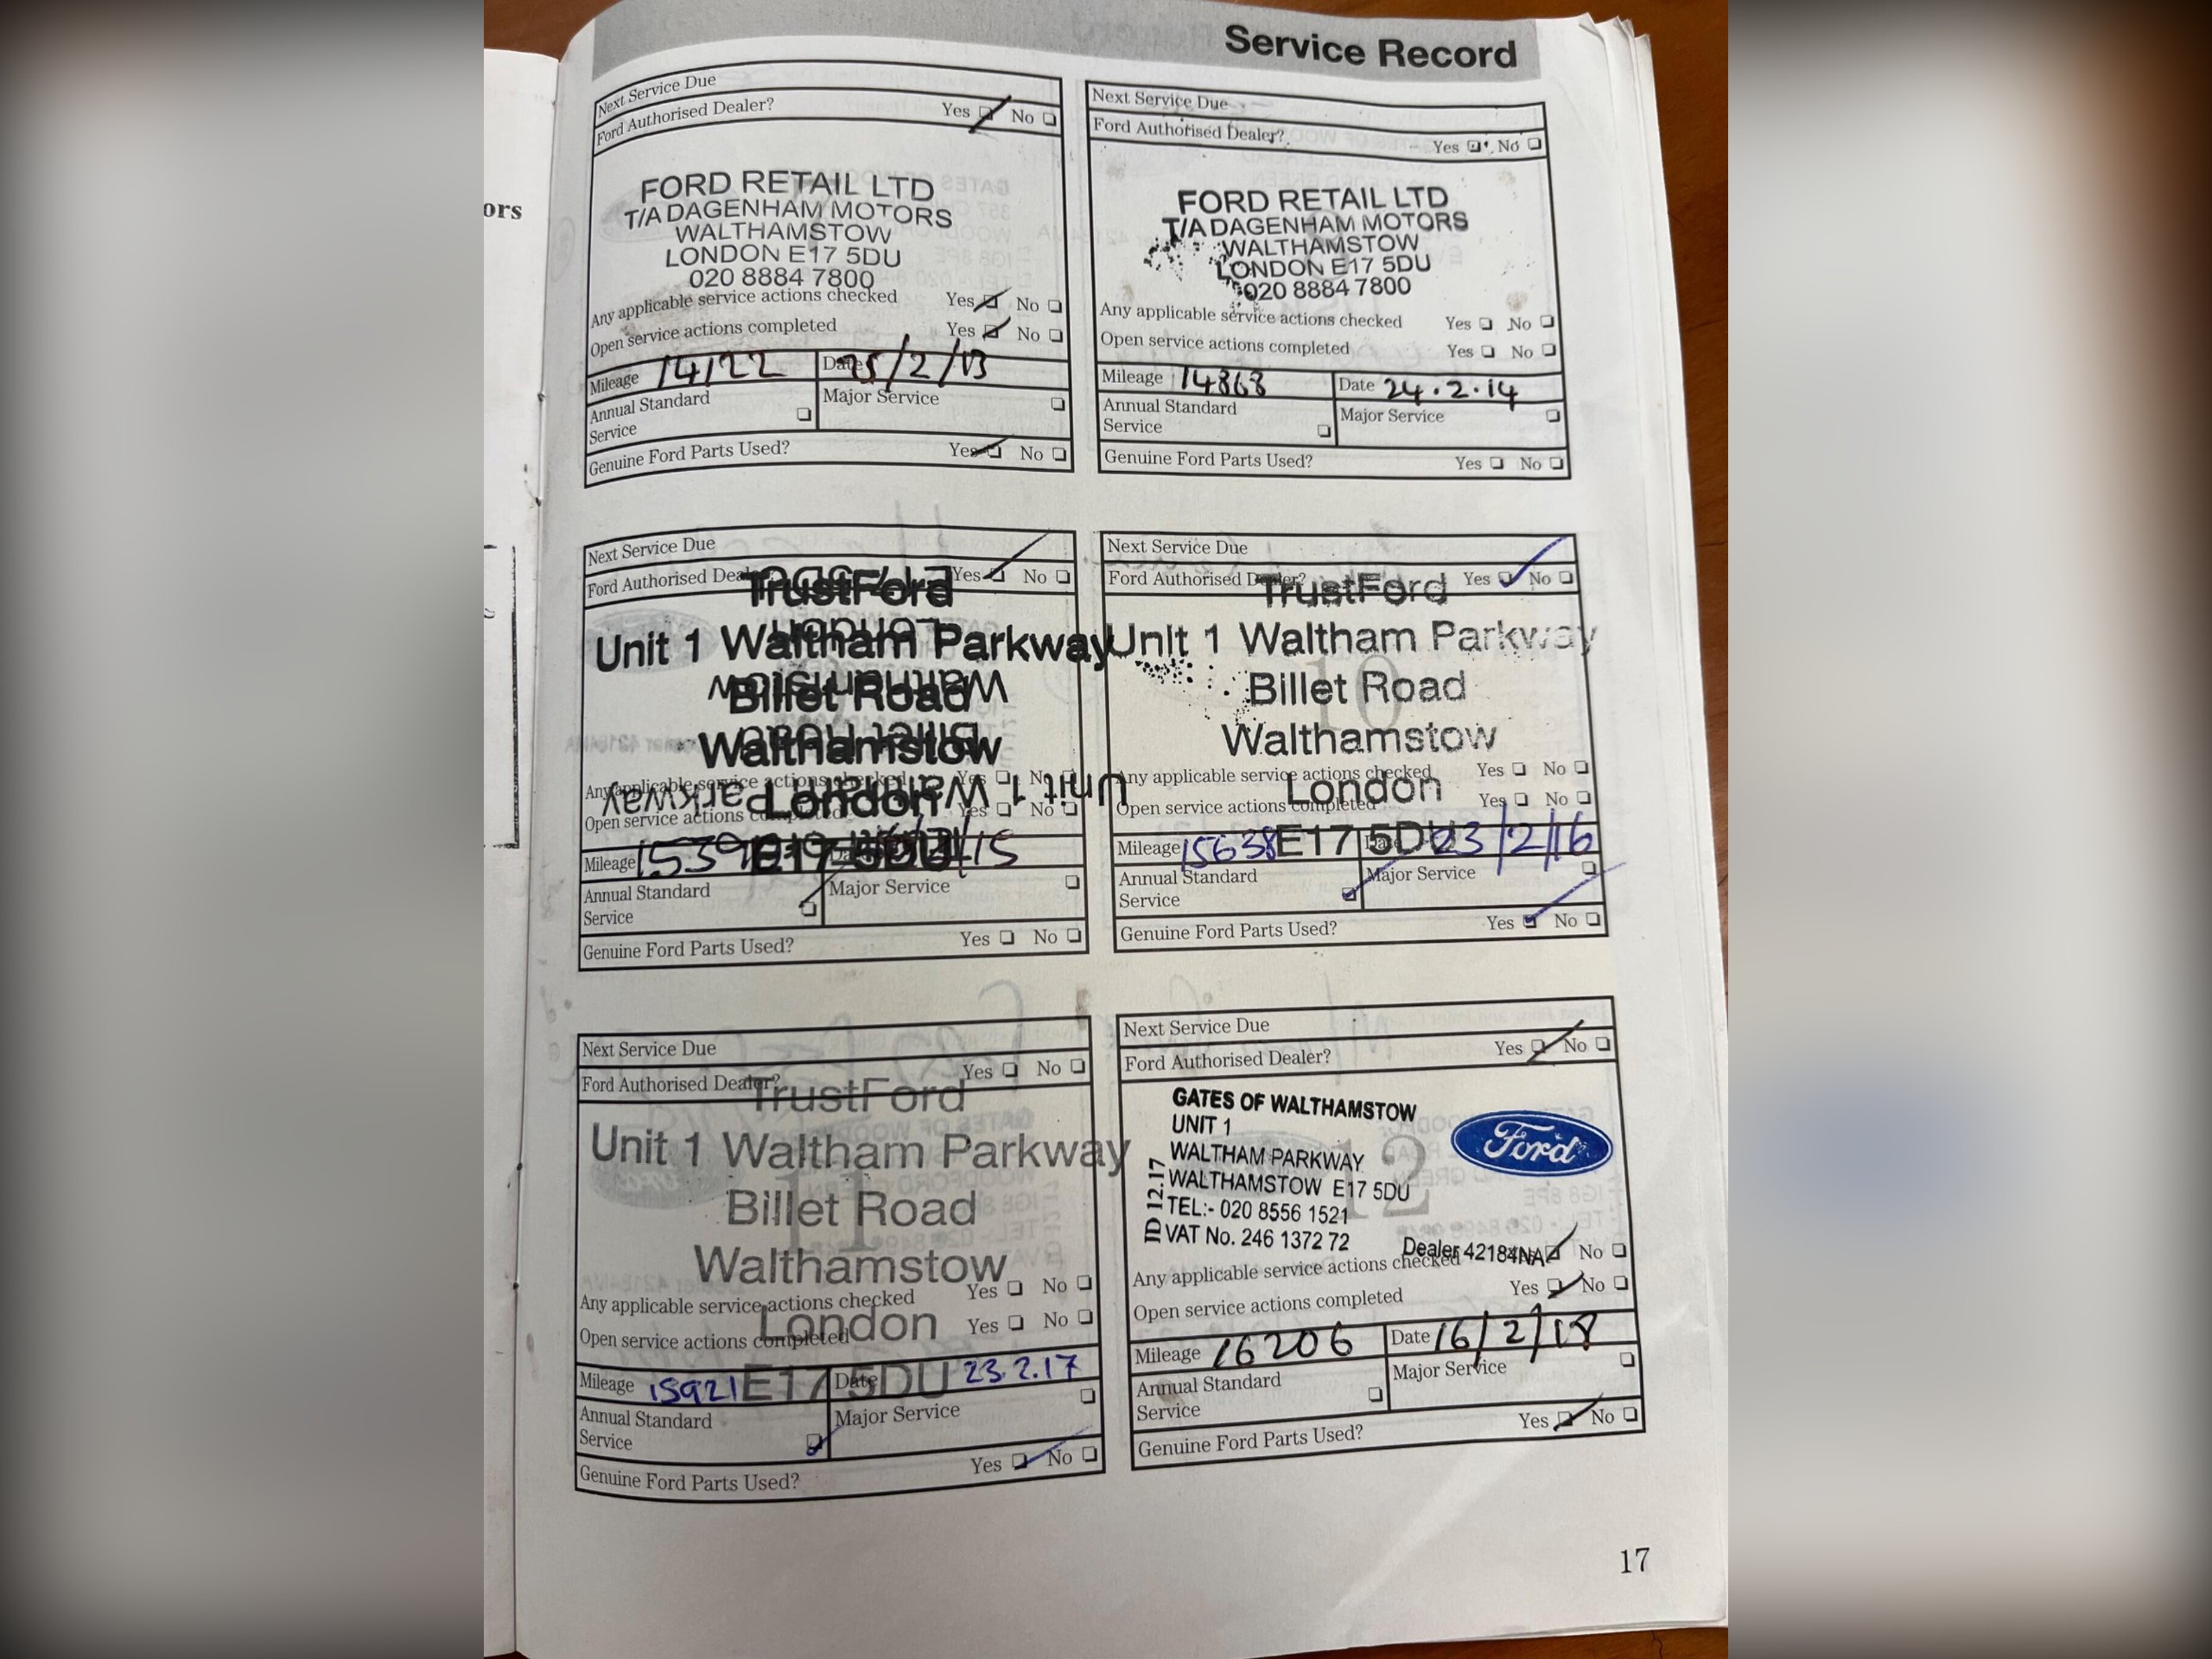 ors
Service Record
Next Service Due
Ford Authorised Dealer? Yes No
FORD RETAIL LTD
T/A DAGENHAM MOTORS
WALTHAMSTOW
LONDON E17 5DU
020 8884 7800
Any applicable service actions checked Yes No
Open service actions completed Yes No
Mileage 14122 Date 25/2/13
Annual Standard Service Major Service
Genuine Ford Parts Used? Yes No
Next Service Due
Ford Authorised Dealer? Yes No
FORD RETAIL LTD
T/A DAGENHAM MOTORS
WALTHAMSTOW
LONDON E17 5DU
020 8884 7800
Any applicable service actions checked Yes No
Open service actions completed Yes No
Mileage 14868 Date 24.2.14
Annual Standard Service Major Service
Genuine Ford Parts Used? Yes No
Next Service Due
Ford Authorised Yes No
TrustFord
Unit 1 Waltham Parkway
Billet Road
Walthamstow
Any applicable service actions checked Yes No
London
Open service actions Yes No
Mileage E17 5DU
Annual Standard Service Major Service
Genuine Ford Parts Used? Yes No
Next Service Due
Ford Authorised Dealer? Yes No
TrustFord
Unit 1 Waltham Parkway
10
Billet Road
Walthamstow
Any applicable service actions checked Yes No
London
Open service actions completed Yes No
Mileage 15638 E17 5DU Date 23/2/16
Annual Standard Service Major Service
Genuine Ford Parts Used? Yes No
Next Service Due
Ford Authorised Dealer? Yes No
TrustFord
Unit 1 Waltham Parkway
11
Billet Road
Walthamstow
Any applicable service actions checked Yes No
London
Open service actions completed Yes No
Mileage 15921 E17 5DU Date 23.2.17
Annual Standard Service Major Service
Genuine Ford Parts Used? Yes No
Next Service Due
Ford Authorised Dealer? Yes No
GATES OF WALTHAMSTOW
UNIT 1
WALTHAM PARKWAY
WALTHAMSTOW E17 5DU
TEL:- 020 8556 1521
VAT No. 246 1372 72
ID 12.17
Ford
12
Dealer 42184NA
Any applicable service actions checked No
Open service actions completed Yes No
Mileage 16206 Date 16/2/18
Annual Standard Service Major Service
Genuine Ford Parts Used? Yes No
17